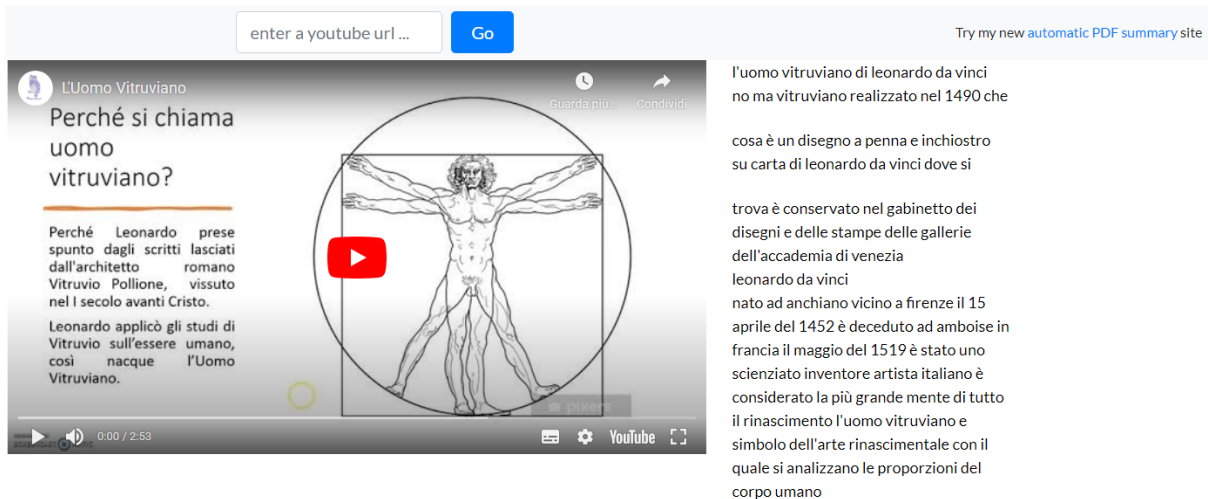 enter a youtube url ...
Go
Try my new automatic PDF summary site
L'Uomo Vitruviano
Guarda più...
Condividi
Perché si chiama
uomo
vitruviano?
Perché Leonardo prese
spunto dagli scritti lasciati
dall'architetto romano
Vitruvio Pollione, vissuto
nel I secolo avanti Cristo.
Leonardo applicò gli studi di
Vitruvio sull'essere umano,
così nacque l'Uomo
Vitruviano.
pixers
0:00 / 2:53
YouTube
l'uomo vitruviano di leonardo da vinci
no ma vitruviano realizzato nel 1490 che
cosa è un disegno a penna e inchiostro
su carta di leonardo da vinci dove si
trova è conservato nel gabinetto dei
disegni e delle stampe delle gallerie
dell'accademia di venezia
leonardo da vinci
nato ad anchiano vicino a firenze il 15
aprile del 1452 è deceduto ad amboise in
francia il maggio del 1519 è stato uno
scienziato inventore artista italiano è
considerato la più grande mente di tutto
il rinascimento l'uomo vitruviano e
simbolo dell'arte rinascimentale con il
quale si analizzano le proporzioni del
corpo umano